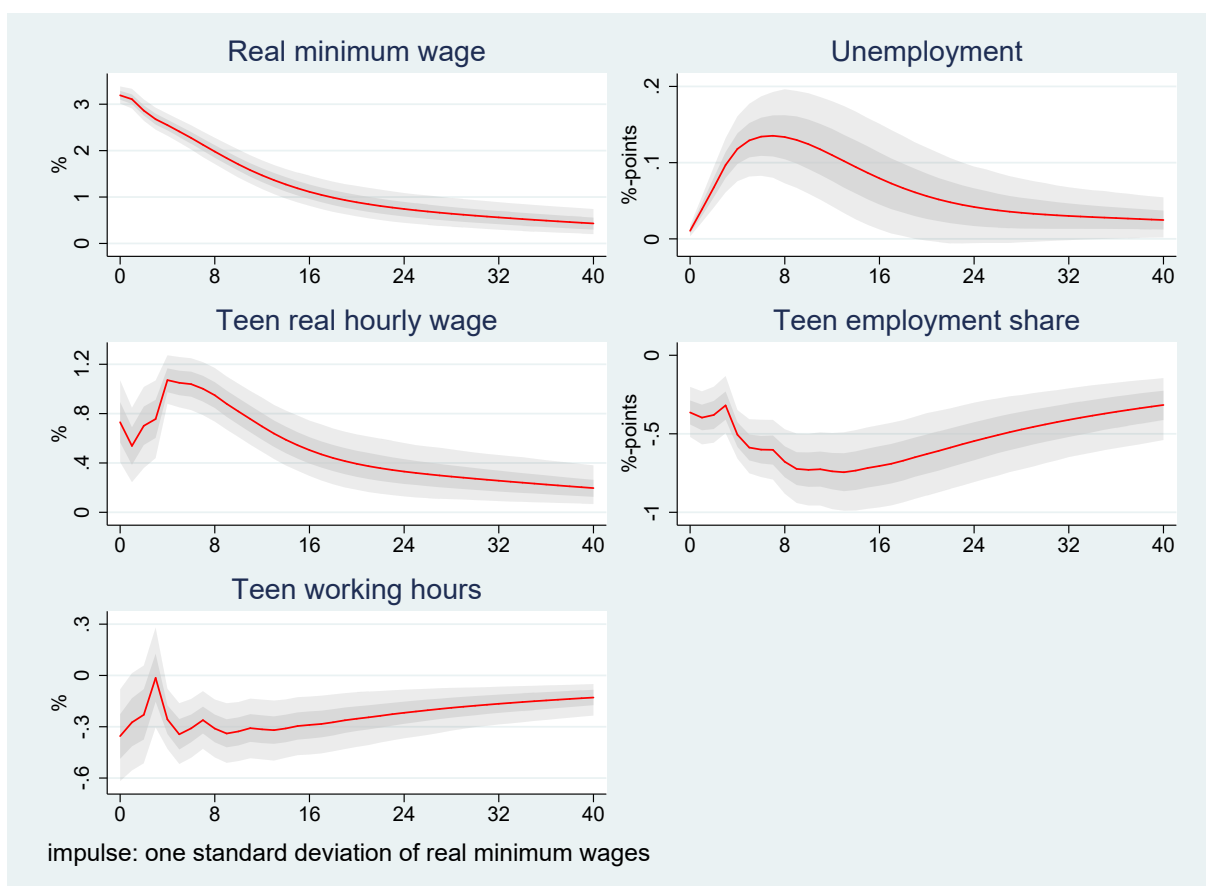 Real minimum wage
%
3
2
1
0
0 8 16 24 32 40
Unemployment
%-points
.2
.1
0
0 8 16 24 32 40
Teen real hourly wage
%
1.2
.8
.4
0
0 8 16 24 32 40
Teen employment share
%-points
0
-.5
-1
0 8 16 24 32 40
Teen working hours
%
.3
0
-.3
-.6
0 8 16 24 32 40
impulse: one standard deviation of real minimum wages